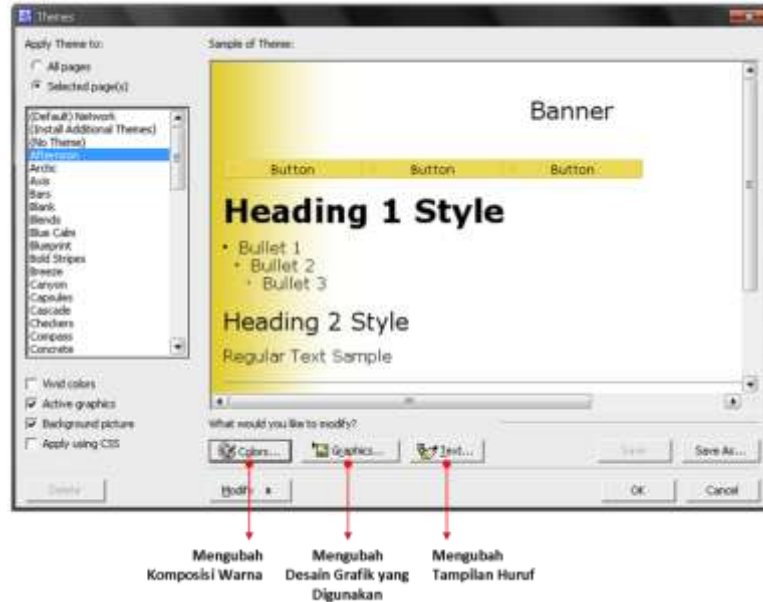 Themes
Apply Theme to:
All pages
Selected page(s)
(Default) Network
(Install Additional Themes)
(No Theme)
Afternoon
Arctic
Axis
Bars
Blank
Blends
Blue Calm
Blueprint
Bold Stripes
Breeze
Canyon
Capsules
Cascade
Checkers
Compass
Concrete
Vivid colors
Active graphics
Background picture
Apply using CSS
Delete
Sample of Theme:
Banner
Button Button Button
Heading 1 Style
Bullet 1
Bullet 2
Bullet 3
Heading 2 Style
Regular Text Sample
What would you like to modify?
Colors... Graphics... Text... Save Save As...
Modify OK Cancel
Mengubah
Komposisi Warna
Mengubah
Desain Grafik yang
Digunakan
Mengubah
Tampilan Huruf